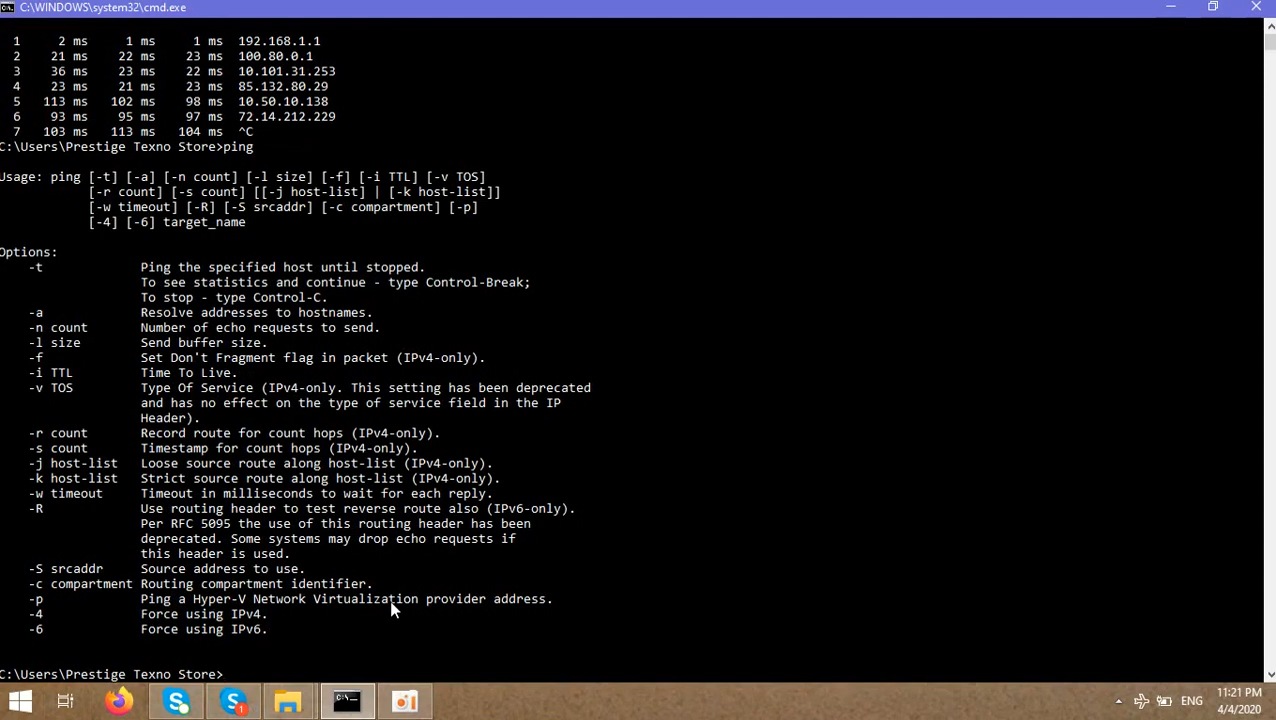 C:\WINDOWS\system32\cmd.exe
1     2 ms     1 ms     1 ms  192.168.1.1
2    21 ms    22 ms    23 ms  100.80.0.1
3    36 ms    23 ms    22 ms  10.101.31.253
4    23 ms    21 ms    23 ms  85.132.80.29
5   113 ms   102 ms    98 ms  10.50.10.138
6    93 ms    95 ms    97 ms  72.14.212.229
7   103 ms   113 ms   104 ms  ^C
C:\Users\Prestige Texno Store>ping
Usage: ping [-t] [-a] [-n count] [-l size] [-f] [-i TTL] [-v TOS]
[-r count] [-s count] [[-j host-list] | [-k host-list]]
[-w timeout] [-R] [-S srcaddr] [-c compartment] [-p]
[-4] [-6] target_name
Options:
-t             Ping the specified host until stopped.
To see statistics and continue - type Control-Break;
To stop - type Control-C.
-a             Resolve addresses to hostnames.
-n count       Number of echo requests to send.
-l size        Send buffer size.
-f             Set Don't Fragment flag in packet (IPv4-only).
-i TTL         Time To Live.
-v TOS         Type Of Service (IPv4-only. This setting has been deprecated
and has no effect on the type of service field in the IP
Header).
-r count       Record route for count hops (IPv4-only).
-s count       Timestamp for count hops (IPv4-only).
-j host-list   Loose source route along host-list (IPv4-only).
-k host-list   Strict source route along host-list (IPv4-only).
-w timeout     Timeout in milliseconds to wait for each reply.
-R             Use routing header to test reverse route also (IPv6-only).
Per RFC 5095 the use of this routing header has been
deprecated. Some systems may drop echo requests if
this header is used.
-S srcaddr     Source address to use.
-c compartment Routing compartment identifier.
-p             Ping a Hyper-V Network Virtualization provider address.
-4             Force using IPv4.
-6             Force using IPv6.
C:\Users\Prestige Texno Store>
ENG
11:21 PM
4/4/2020